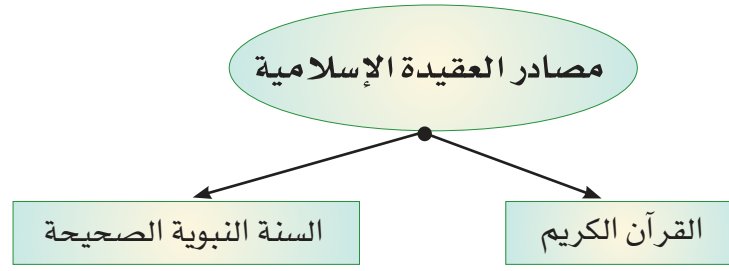 مصادر العقيدة الإسلامية
القرآن الكريم
السنة النبوية الصحيحة